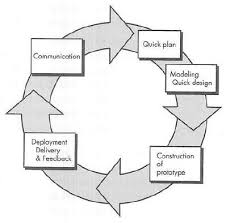 Communication
Quick plan
Modeling
Quick design
Construction
of
prototype
Deployment
Delivery
& Feedback